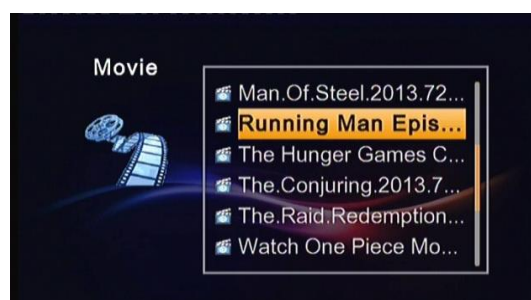 Movie
Man.Of.Steel.2013.72...
Running Man Epis...
The Hunger Games C...
The.Conjuring.2013.7...
The.Raid.Redemption...
Watch One Piece Mo...